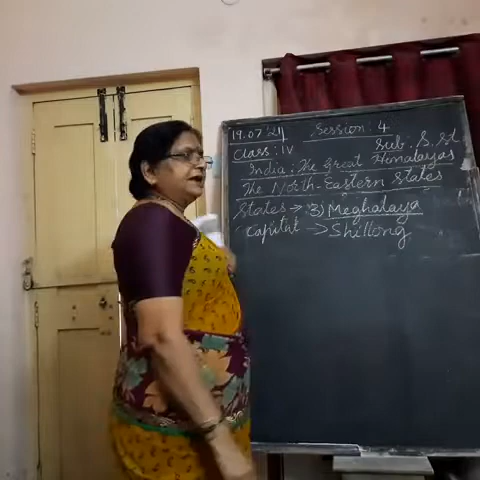 19.07.21 Session: 4
Class: IV Sub: S.St
India: The Great Himalayas
The North-Eastern States
States → 3) Meghalaya
Capital → Shillong